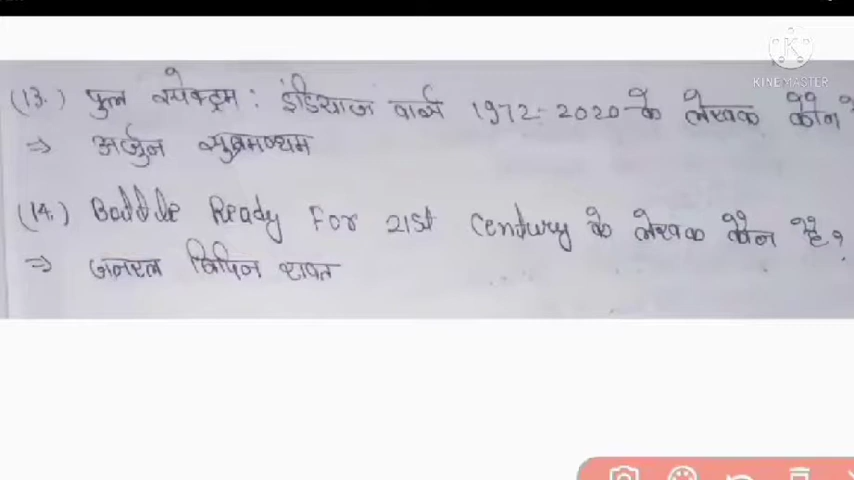 KINEMASTER
(13.) फुल स्पेक्ट्रम : इंडियाज वार्स 1972-2020 के लेखक कौन
⇒ अर्जुन सुब्रमण्यम
(14.) Battle Ready For 21st Century के लेखक कौन है?
⇒ जनरल बिपिन रावत